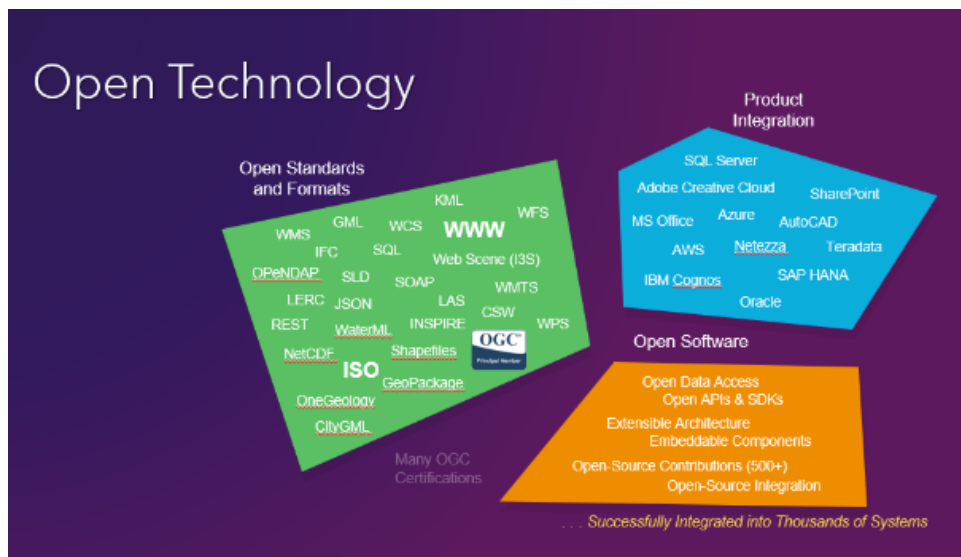 Open Technology
Open Standards
and Formats
KML
WFS
GML
WCS
WWW
WMS
IFC
SQL
Web Scene (I3S)
OPeNDAP
SLD
SOAP
WMTS
LERC
JSON
LAS
CSW
REST
WaterML
INSPIRE
WPS
OGC
Principal Member
NetCDF
Shapefiles
ISO
GeoPackage
OneGeology
CityGML
Many OGC
Certifications
Product
Integration
SQL Server
Adobe Creative Cloud
SharePoint
MS Office
Azure
AutoCAD
AWS
Netezza
Teradata
IBM Cognos
SAP HANA
Oracle
Open Software
Open Data Access
Open APIs & SDKs
Extensible Architecture
Embeddable Components
Open-Source Contributions (500+)
Open-Source Integration
. . . Successfully Integrated into Thousands of Systems